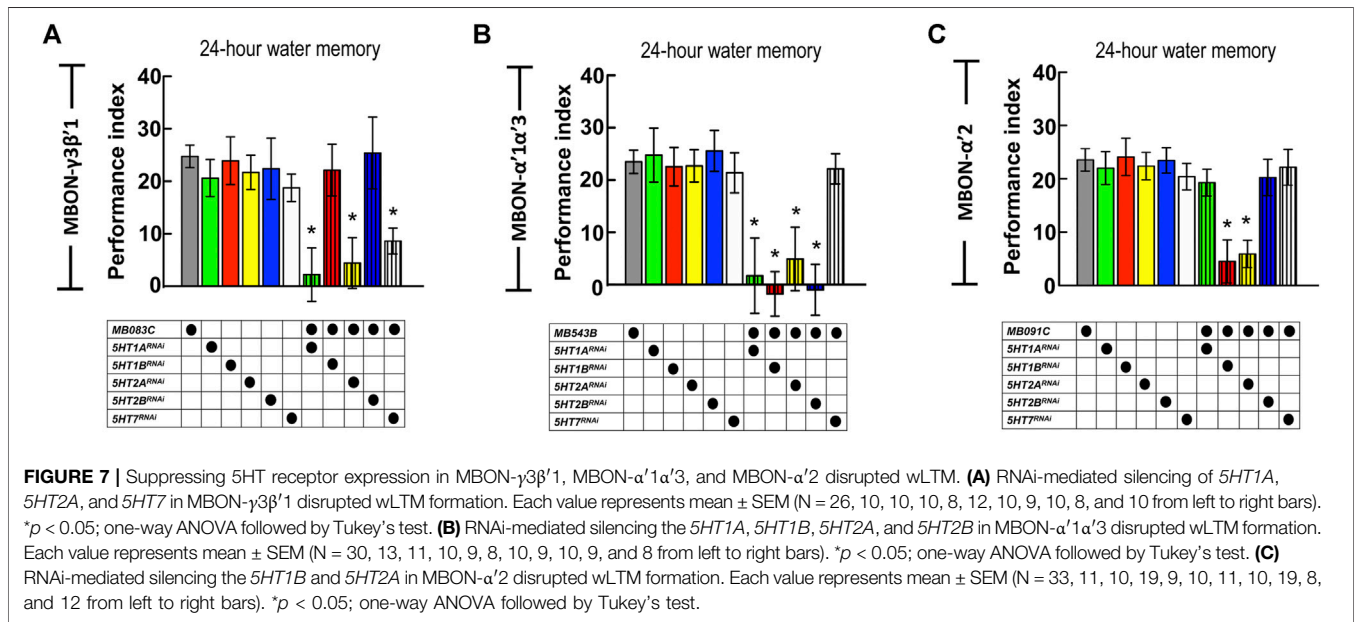 A
24-hour water memory
MBON-γ3β'1
Performance index
40
30
20
10
0
* * *
MB083C
5HT1A^RNAi
5HT1B^RNAi
5HT2A^RNAi
5HT2B^RNAi
5HT7^RNAi
B
24-hour water memory
MBON-α'1α'3
Performance index
40
30
20
10
0
* * * *
MB543B
5HT1A^RNAi
5HT1B^RNAi
5HT2A^RNAi
5HT2B^RNAi
5HT7^RNAi
C
24-hour water memory
MBON-α'2
Performance index
40
30
20
10
0
* *
MB091C
5HT1A^RNAi
5HT1B^RNAi
5HT2A^RNAi
5HT2B^RNAi
5HT7^RNAi
FIGURE 7 | Suppressing 5HT receptor expression in MBON-γ3β'1, MBON-α'1α'3, and MBON-α'2 disrupted wLTM. (A) RNAi-mediated silencing of 5HT1A,
5HT2A, and 5HT7 in MBON-γ3β'1 disrupted wLTM formation. Each value represents mean ± SEM (N = 26, 10, 10, 10, 8, 12, 10, 9, 10, 8, and 10 from left to right bars).
*p < 0.05; one-way ANOVA followed by Tukey's test. (B) RNAi-mediated silencing the 5HT1A, 5HT1B, 5HT2A, and 5HT2B in MBON-α'1α'3 disrupted wLTM formation.
Each value represents mean ± SEM (N = 30, 13, 11, 10, 9, 8, 10, 9, 10, 9, and 8 from left to right bars). *p < 0.05; one-way ANOVA followed by Tukey's test. (C)
RNAi-mediated silencing the 5HT1B and 5HT2A in MBON-α'2 disrupted wLTM formation. Each value represents mean ± SEM (N = 33, 11, 10, 19, 9, 10, 11, 10, 19, 8,
and 12 from left to right bars). *p < 0.05; one-way ANOVA followed by Tukey's test.